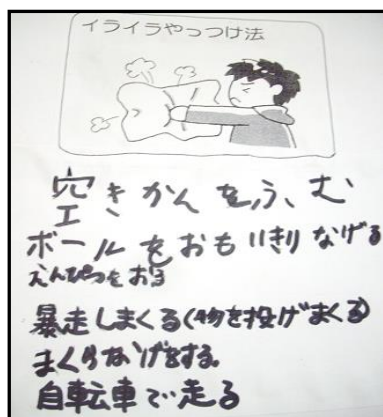 イライラやっつけ法
空きかんをふむ
ボールをおもいきりなげる
えんぴつをおる
暴走しまくる(物を投げまくる)
まくらなげをする。
自転車で走る